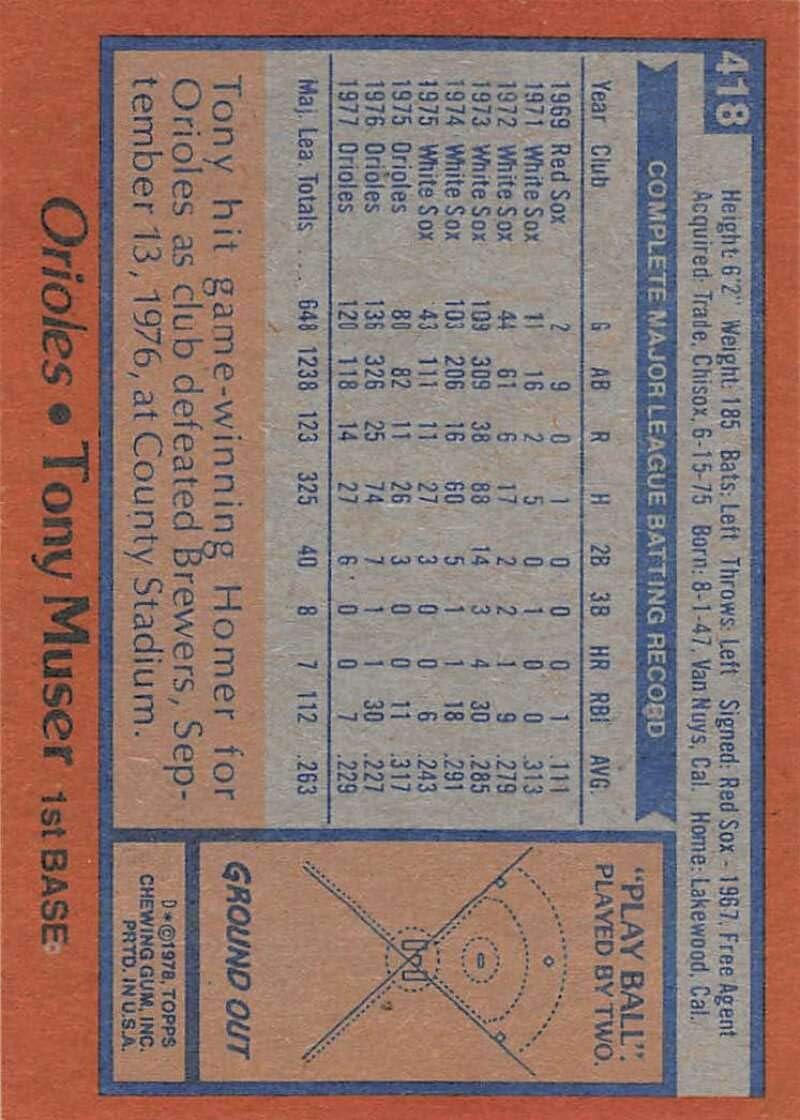 418
Height: 6'2" Weight: 185 Bats: Left Throws: Left Signed: Red Sox - 1967, Free Agent
Acquired: Trade, Chisox, 6-15-75 Born: 8-1-47, Van Nuys, Cal. Home: Lakewood, Cal.
COMPLETE MAJOR LEAGUE BATTING RECORD
Year Club G AB R H 2B 3B HR RBI AVG.
1969 Red Sox 2 9 0 1 0 0 0 1 .111
1971 White Sox 11 16 2 5 0 1 0 0 .313
1972 White Sox 44 61 6 17 2 2 1 9 .279
1973 White Sox 109 309 38 88 14 3 4 30 .285
1974 White Sox 103 206 16 60 5 1 1 18 .291
1975 White Sox 43 111 11 27 3 0 0 6 .243
1975 Orioles 80 82 11 26 3 0 0 11 .317
1976 Orioles 136 326 25 74 7 1 1 30 .227
1977 Orioles 120 118 14 27 6 0 0 7 .229
Maj. Lea. Totals .... 648 1238 123 325 40 8 7 112 .263
Tony hit game-winning Homer for
Orioles as club defeated Brewers, Sep-
tember 13, 1976, at County Stadium.
"PLAY BALL":
PLAYED BY TWO.
GROUND OUT
D*©1978, TOPPS
CHEWING GUM, INC.
PRTD. IN U.S.A.
Orioles • Tony Muser 1st BASE